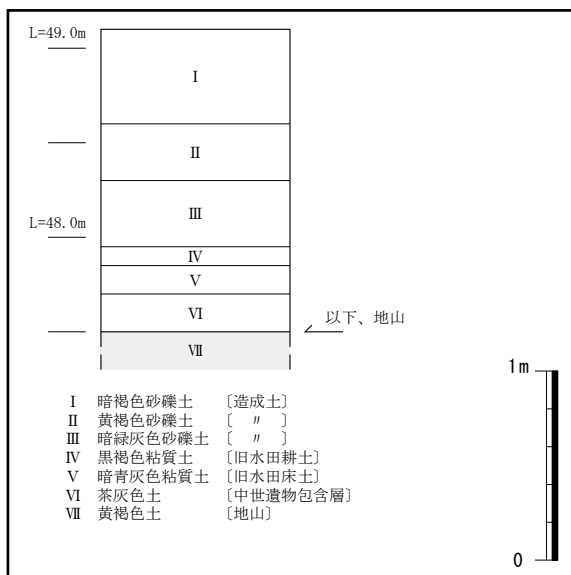 L=49.0m
Ⅰ
Ⅱ
Ⅲ
L=48.0m
Ⅳ
Ⅴ
Ⅵ
以下、地山
Ⅶ
1m
Ⅰ 暗褐色砂礫土 〔造成土〕
Ⅱ 黄褐色砂礫土 〔 〃 〕
Ⅲ 暗緑灰色砂礫土 〔 〃 〕
Ⅳ 黒褐色粘質土 〔旧水田耕土〕
Ⅴ 暗青灰色粘質土 〔旧水田床土〕
Ⅵ 茶灰色土 〔中世遺物包含層〕
Ⅶ 黄褐色土 〔地山〕
0